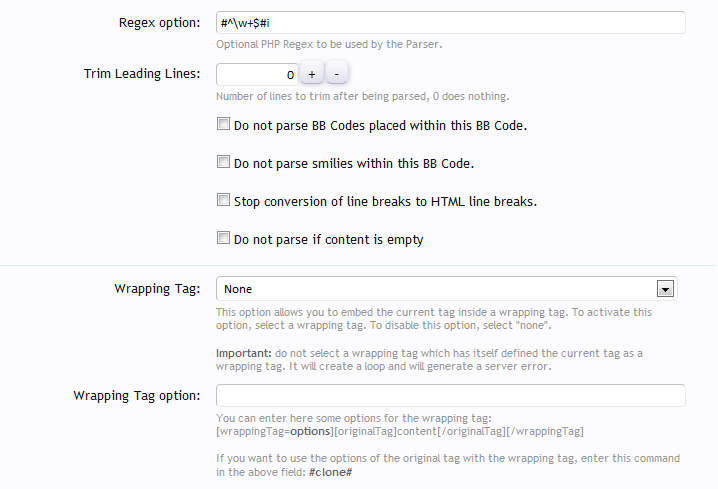 Regex option: #^\w+$#i
Optional PHP Regex to be used by the Parser.
Trim Leading Lines: 0 + -
Number of lines to trim after being parsed, 0 does nothing.
Do not parse BB Codes placed within this BB Code.
Do not parse smilies within this BB Code.
Stop conversion of line breaks to HTML line breaks.
Do not parse if content is empty
Wrapping Tag: None
This option allows you to embed the current tag inside a wrapping tag. To activate this
option, select a wrapping tag. To disable this option, select "none".
Important: do not select a wrapping tag which has itself defined the current tag as a
wrapping tag. It will create a loop and will generate a server error.
Wrapping Tag option:
You can enter here some options for the wrapping tag:
[wrappingTag=options][originalTag]content[/originalTag][/wrappingTag]
If you want to use the options of the original tag with the wrapping tag, enter this command
in the above field: #clone#